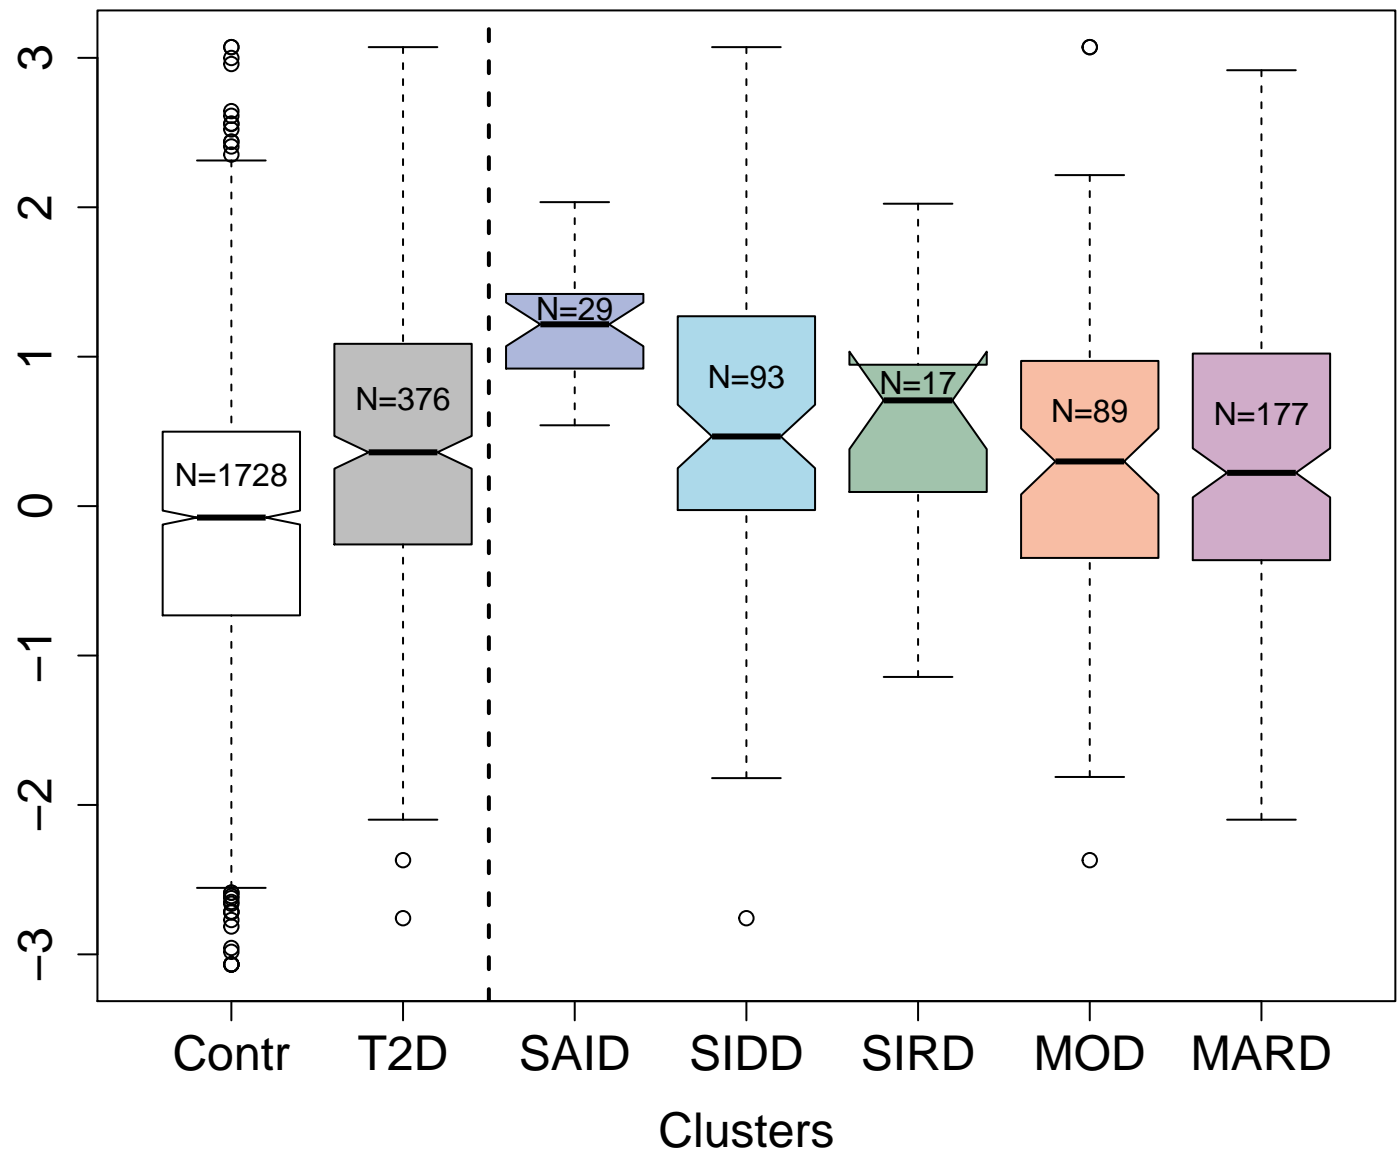 3
2
1
0
−1
−2
−3
N=1728
N=376
N=29
N=93
N=17
N=89
N=177
Contr T2D SAID SIDD SIRD MOD MARD
Clusters